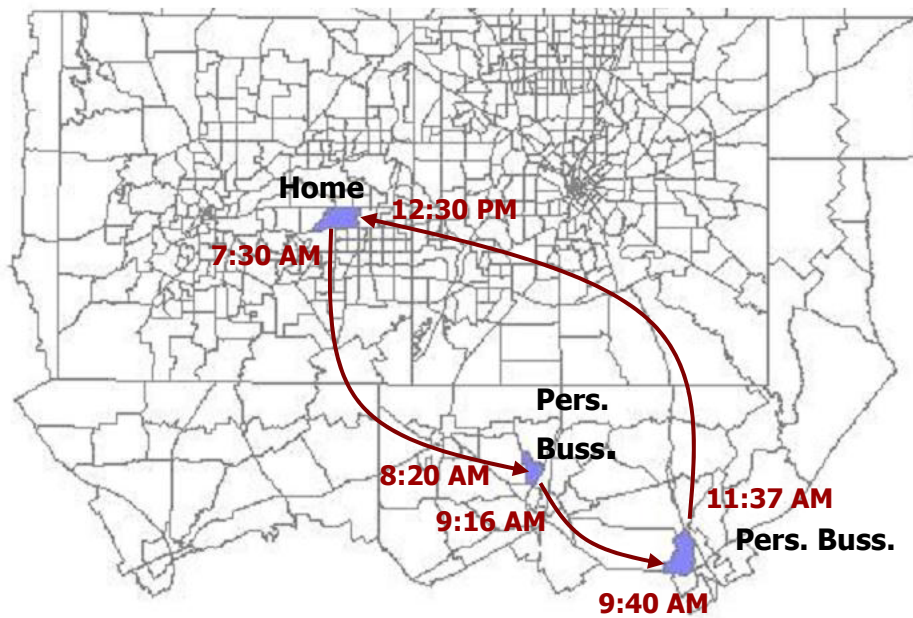 Home
12:30 PM
7:30 AM
Pers.
Buss.
8:20 AM
9:16 AM
11:37 AM
Pers. Buss.
9:40 AM